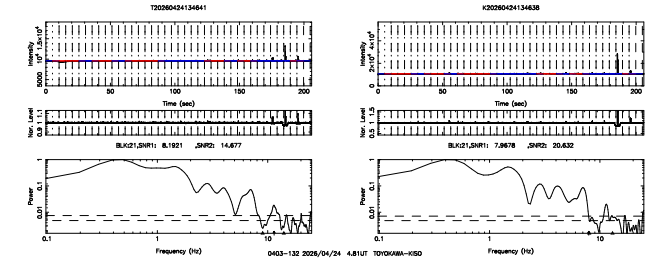 T20260424134641
K20260424134638
Intensity
5000
10⁴
1.5×10⁴
0
50
100
150
200
Time (sec)
Intensity
0
2×10⁴
4×10⁴
0
50
100
150
200
Time (sec)
Nor. Level
0.9
1
1.1
Nor. Level
0.5
1
1.5
BLK:21,SNR1: 8.1921 ,SNR2: 14.677
BLK:21,SNR1: 7.9678 ,SNR2: 20.632
Power
1
0.1
0.01
0.1
1
10
Frequency (Hz)
Power
1
0.1
0.01
0.1
1
10
Frequency (Hz)
0403-132 2026/04/24 4.81UT TOYOKAWA-KISO